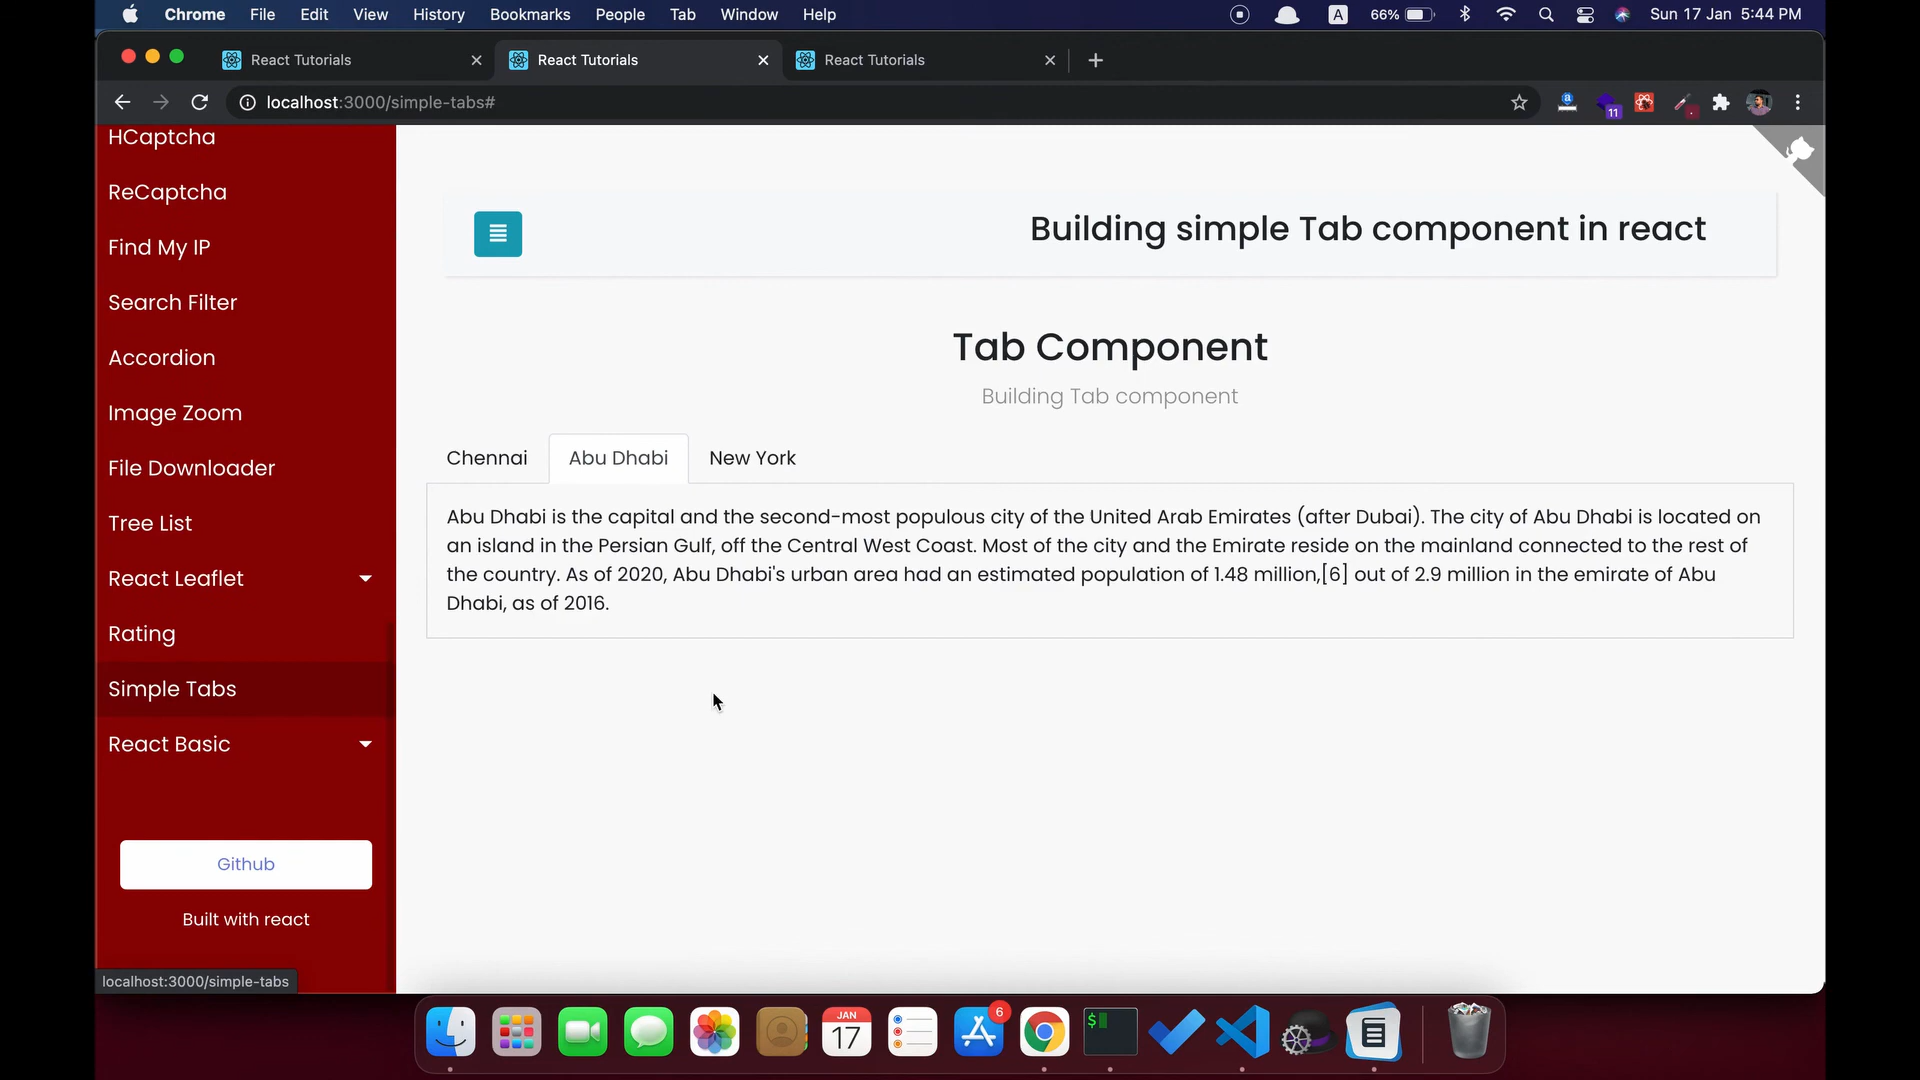 Chrome File Edit View History Bookmarks People Tab Window Help A 66% Sun 17 Jan 5:44 PM
React Tutorials React Tutorials React Tutorials
localhost:3000/simple-tabs# 11
HCaptcha
ReCaptcha
Find My IP
Search Filter
Accordion
Image Zoom
File Downloader
Tree List
React Leaflet
Rating
Simple Tabs
React Basic
Github
Built with react
localhost:3000/simple-tabs
Building simple Tab component in react
Tab Component
Building Tab component
Chennai Abu Dhabi New York
Abu Dhabi is the capital and the second-most populous city of the United Arab Emirates (after Dubai). The city of Abu Dhabi is located on
an island in the Persian Gulf, off the Central West Coast. Most of the city and the Emirate reside on the mainland connected to the rest of
the country. As of 2020, Abu Dhabi's urban area had an estimated population of 1.48 million,[6] out of 2.9 million in the emirate of Abu
Dhabi, as of 2016.
JAN
17
6
$